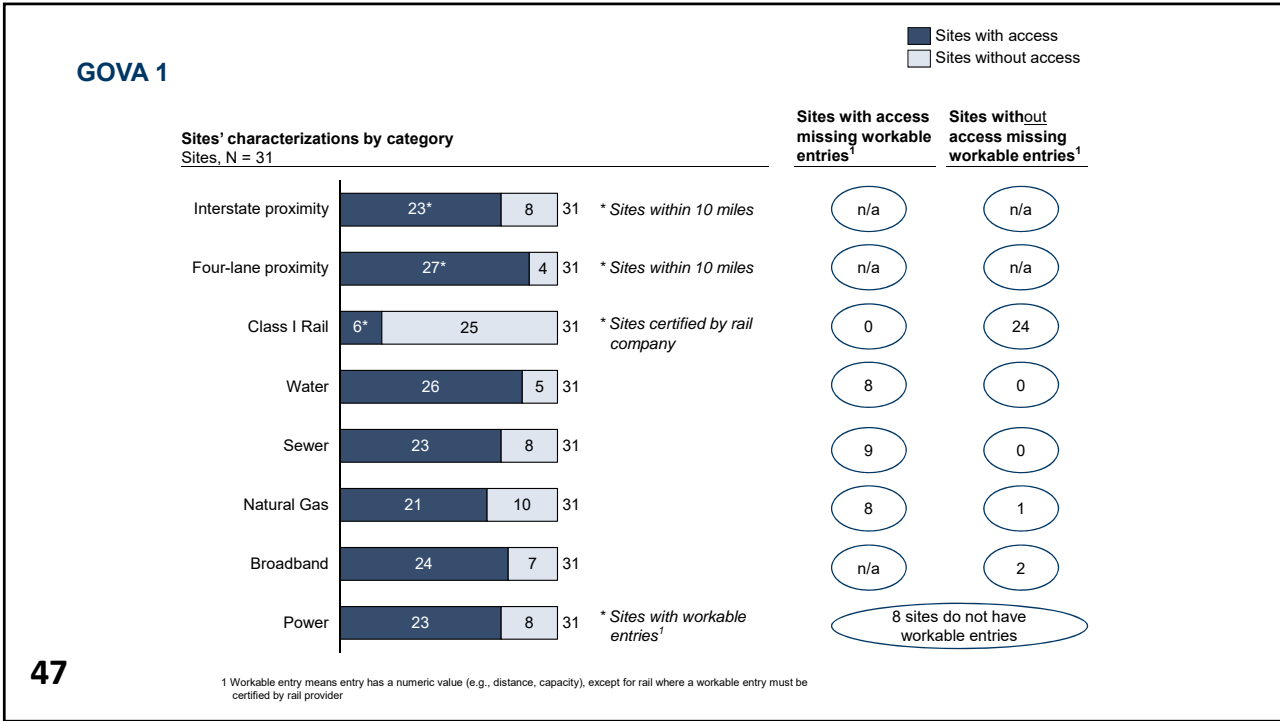 Sites with access
Sites without access
GOVA 1
Sites' characterizations by category
Sites, N = 31
Sites with access
missing workable
entries1
Sites without
access missing
workable entries1
Interstate proximity 23* 8 31 * Sites within 10 miles n/a n/a
Four-lane proximity 27* 4 31 * Sites within 10 miles n/a n/a
Class I Rail 6* 25 31 * Sites certified by rail
company 0 24
Water 26 5 31 8 0
Sewer 23 8 31 9 0
Natural Gas 21 10 31 8 1
Broadband 24 7 31 n/a 2
Power 23 8 31 * Sites with workable
entries1
8 sites do not have
workable entries
47
1 Workable entry means entry has a numeric value (e.g., distance, capacity), except for rail where a workable entry must be
certified by rail provider